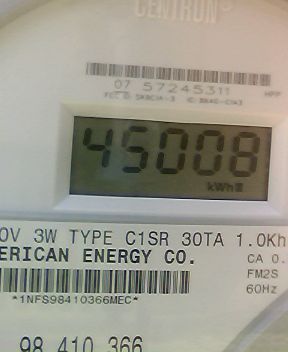 CENTRON®
07 57245311
45008
kWh
0V 3W TYPE C1SR 30TA 1.0Kh
ERICAN ENERGY CO.
CA 0.
FM2S
*1NFS98410366MEC*
60Hz
98 410 366